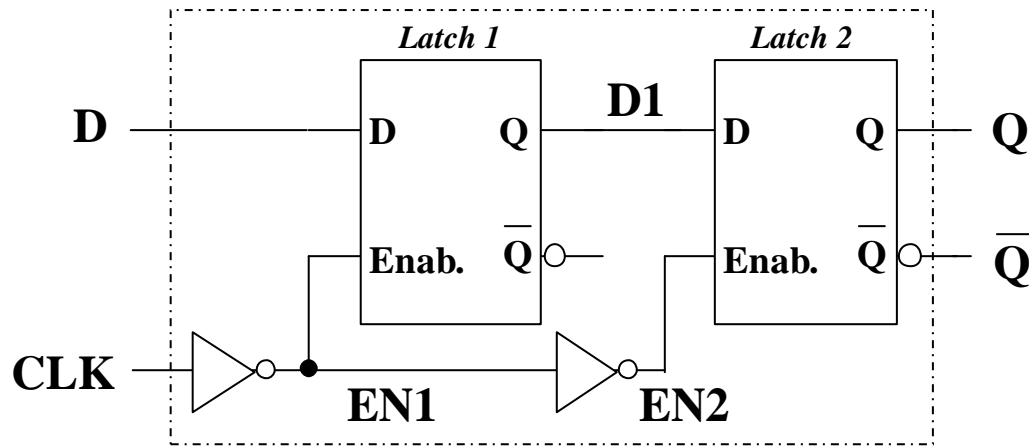 Latch 1
Latch 2
D
D
Q
D1
D
Q
Q
Enab.
Q̅
Enab.
Q̅
Q̅
CLK
EN1
EN2